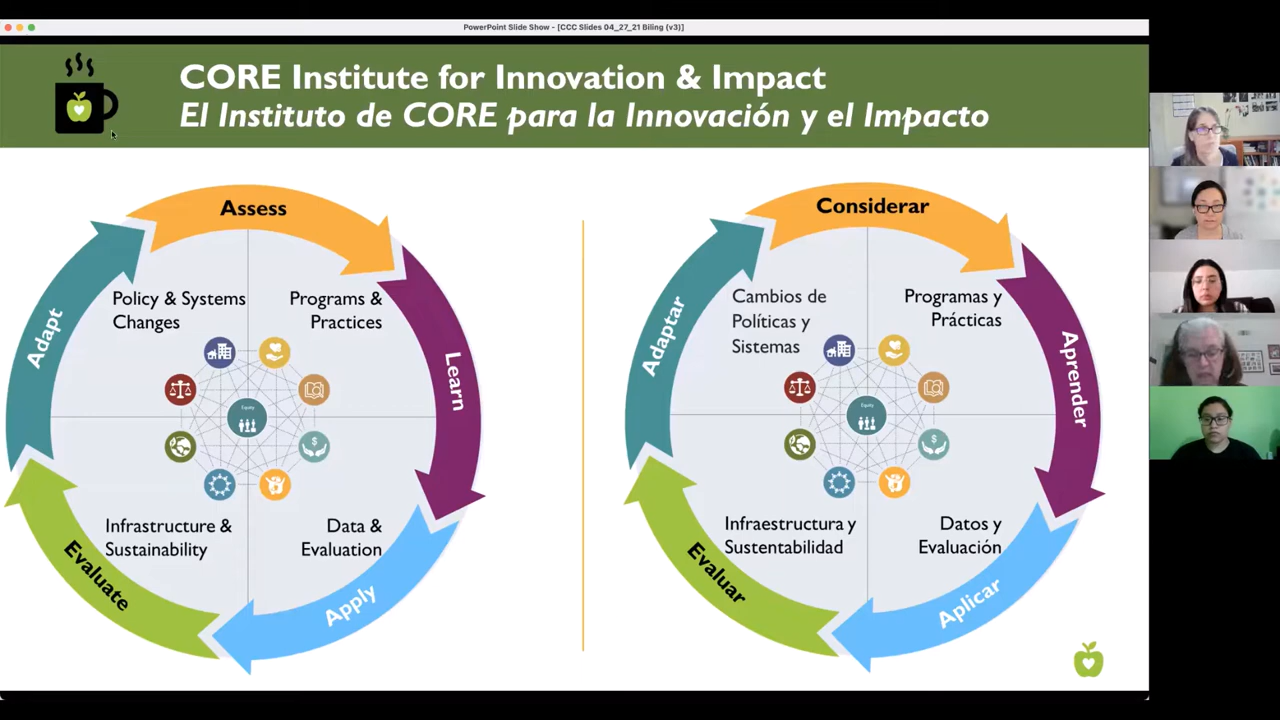 PowerPoint Slide Show - [CCC Slides 04_27_21 Biling (v3)]
CORE Institute for Innovation & Impact
El Instituto de CORE para la Innovación y el Impacto
Assess
Learn
Apply
Evaluate
Adapt
Policy & Systems
Changes
Programs &
Practices
Equity
Infrastructure &
Sustainability
Data &
Evaluation
Considerar
Aprender
Aplicar
Evaluar
Adaptar
Cambios de
Políticas y
Sistemas
Programas y
Prácticas
Equity
Infraestructura y
Sustentabilidad
Datos y
Evaluación